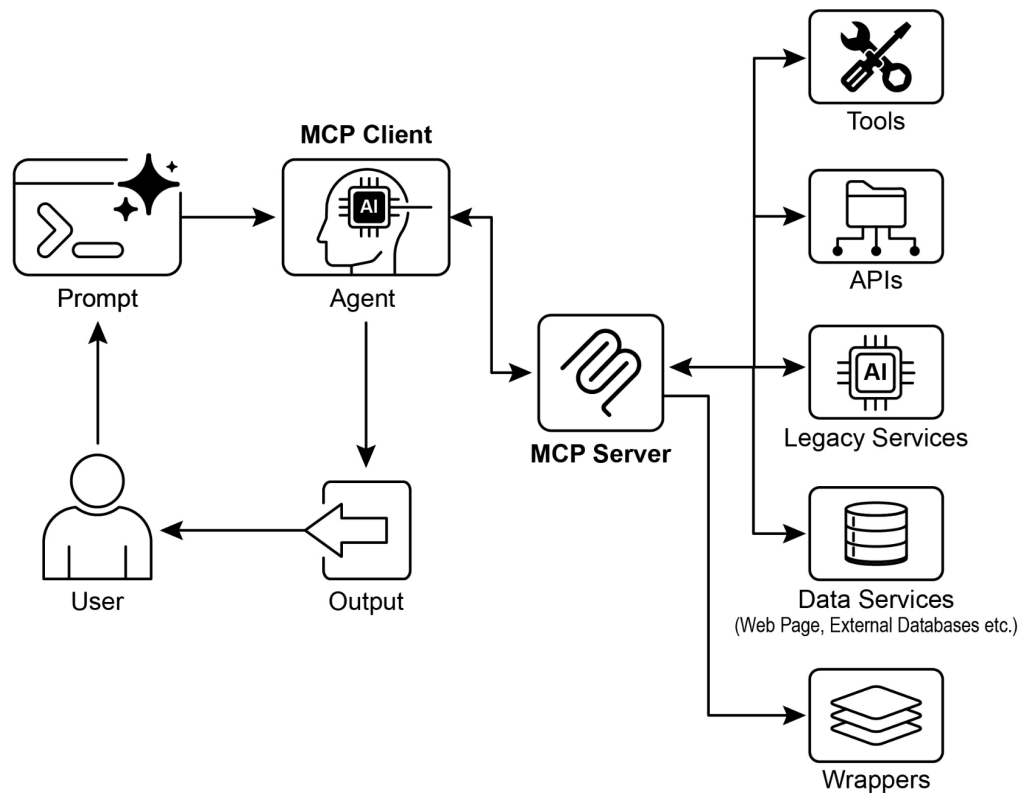 Tools
MCP Client
AI
Prompt
Agent
APIs
AI
MCP Server
Legacy Services
User
Output
Data Services
(Web Page, External Databases etc.)
Wrappers